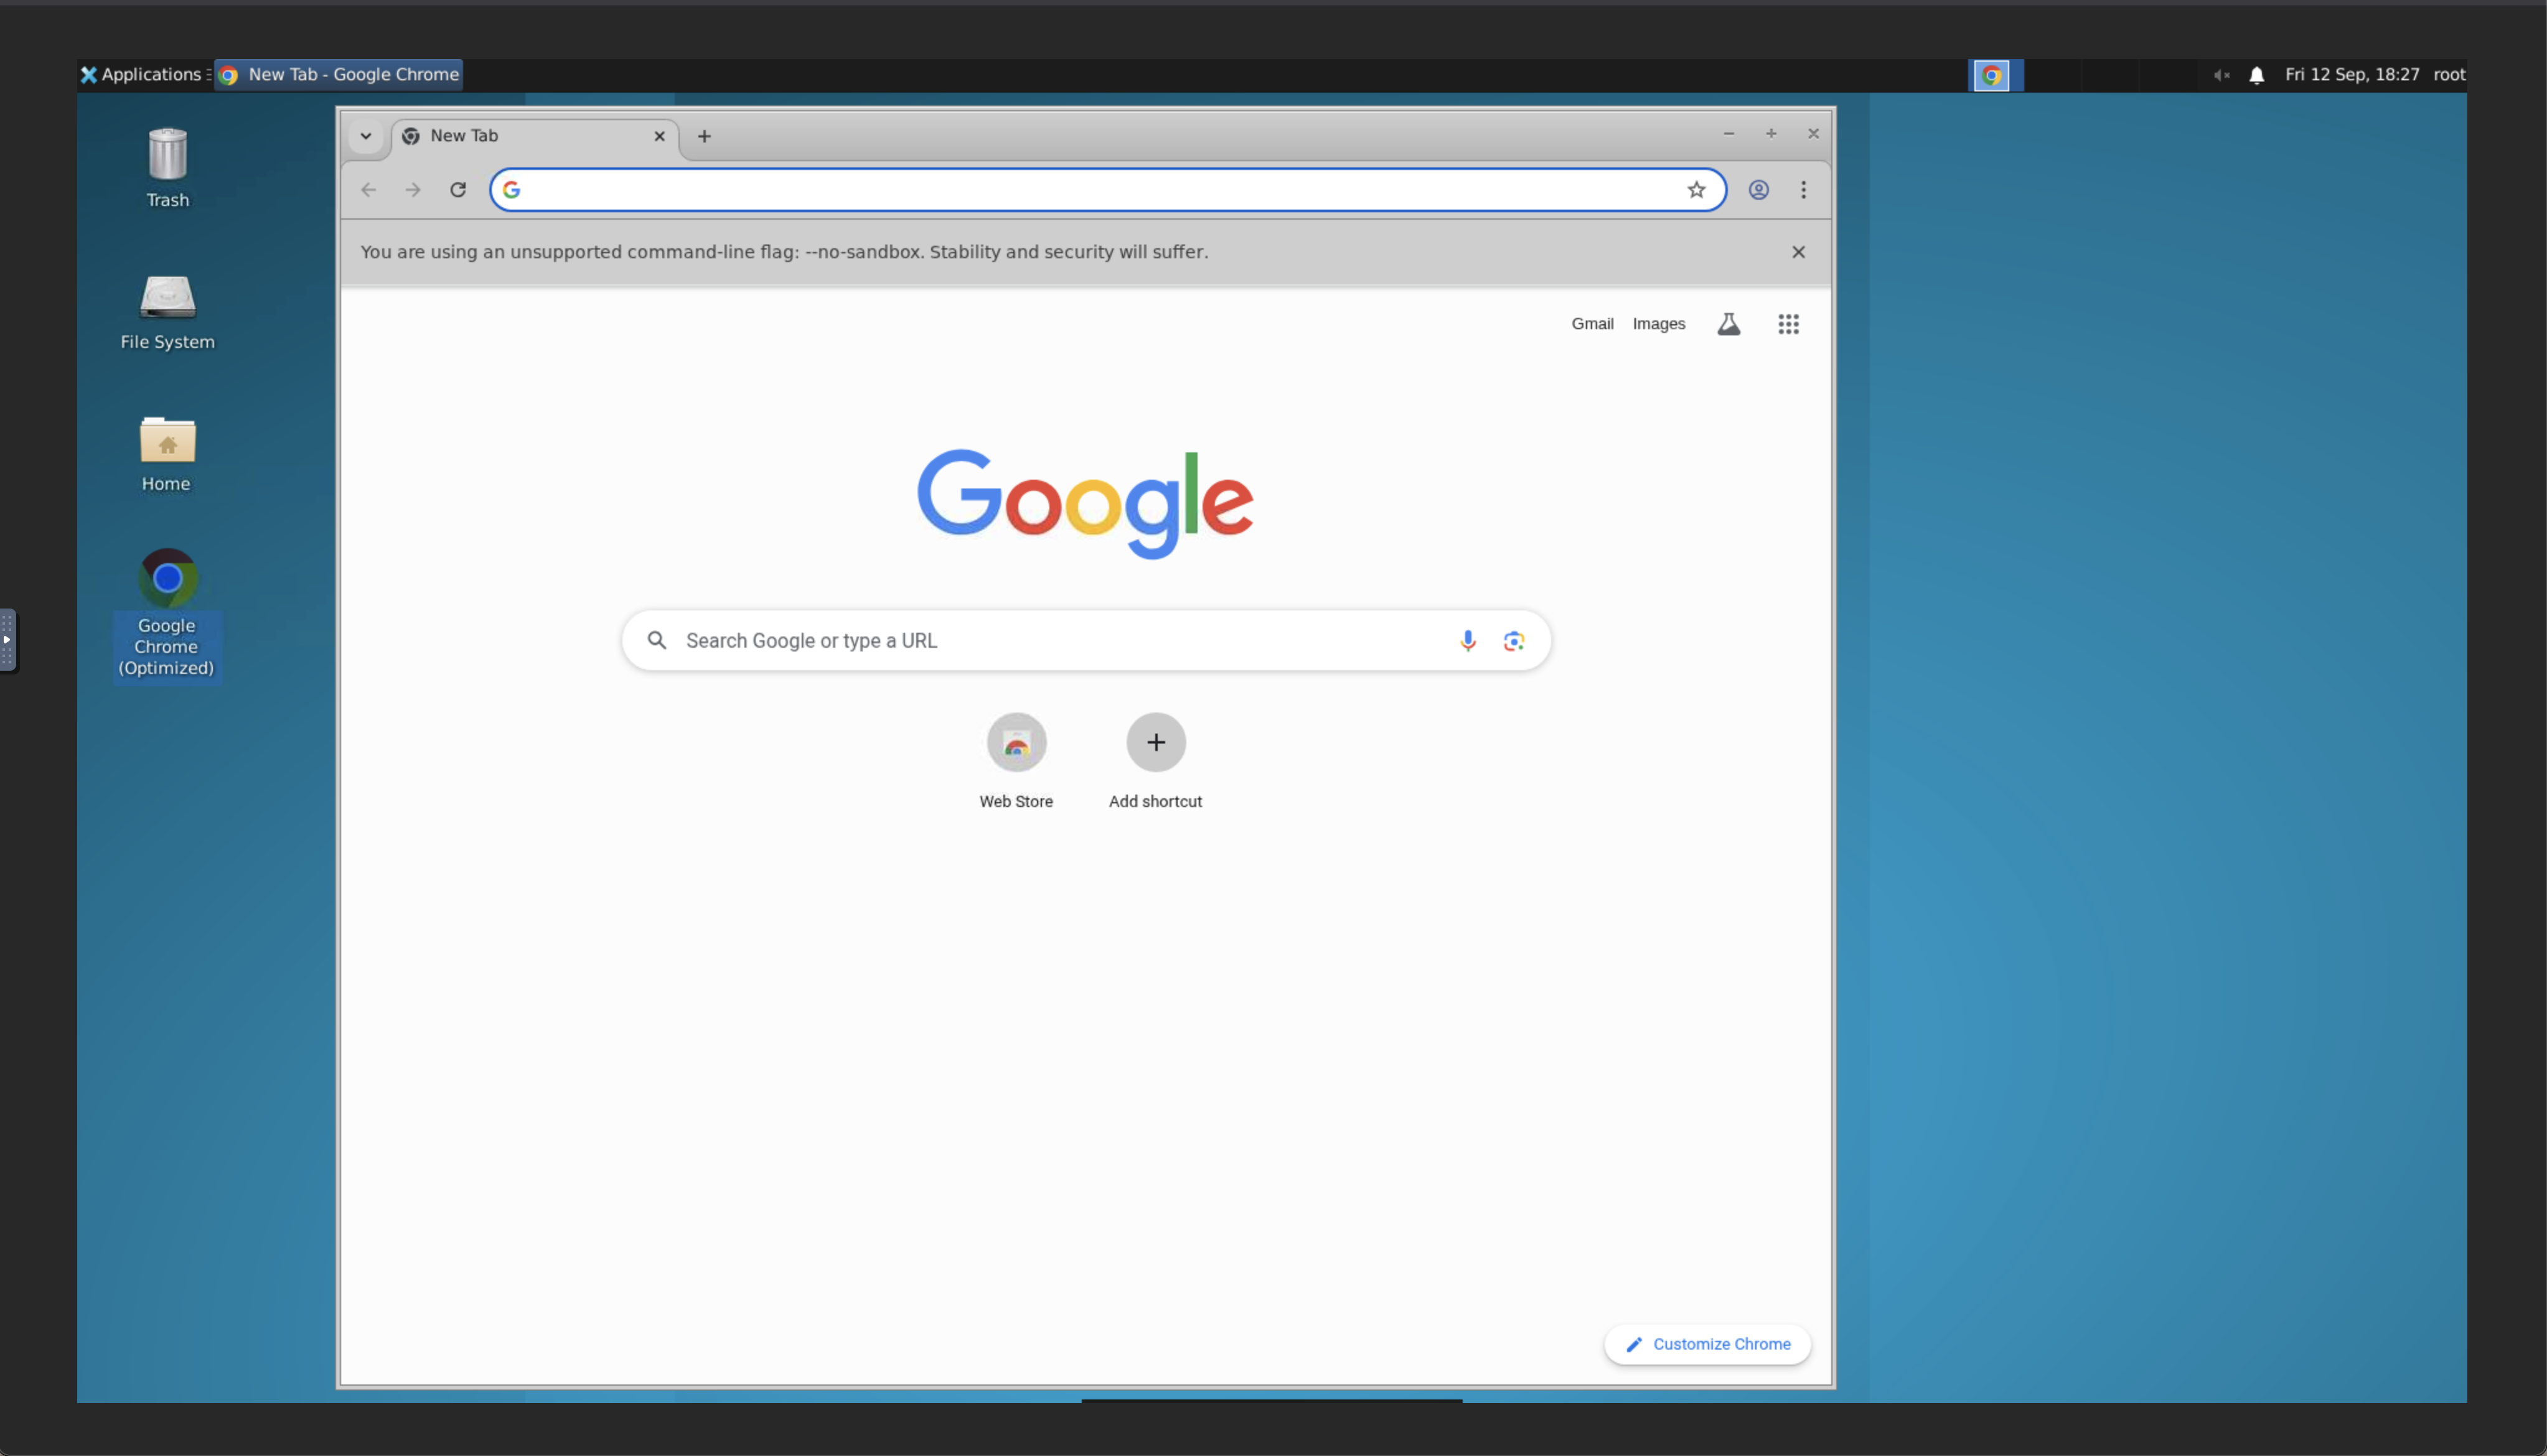 Applications
New Tab - Google Chrome
Fri 12 Sep, 18:27
root
Trash
File System
Home
Google
Chrome
(Optimized)
New Tab
You are using an unsupported command-line flag: --no-sandbox. Stability and security will suffer.
Gmail
Images
Google
Search Google or type a URL
Web Store
Add shortcut
Customize Chrome